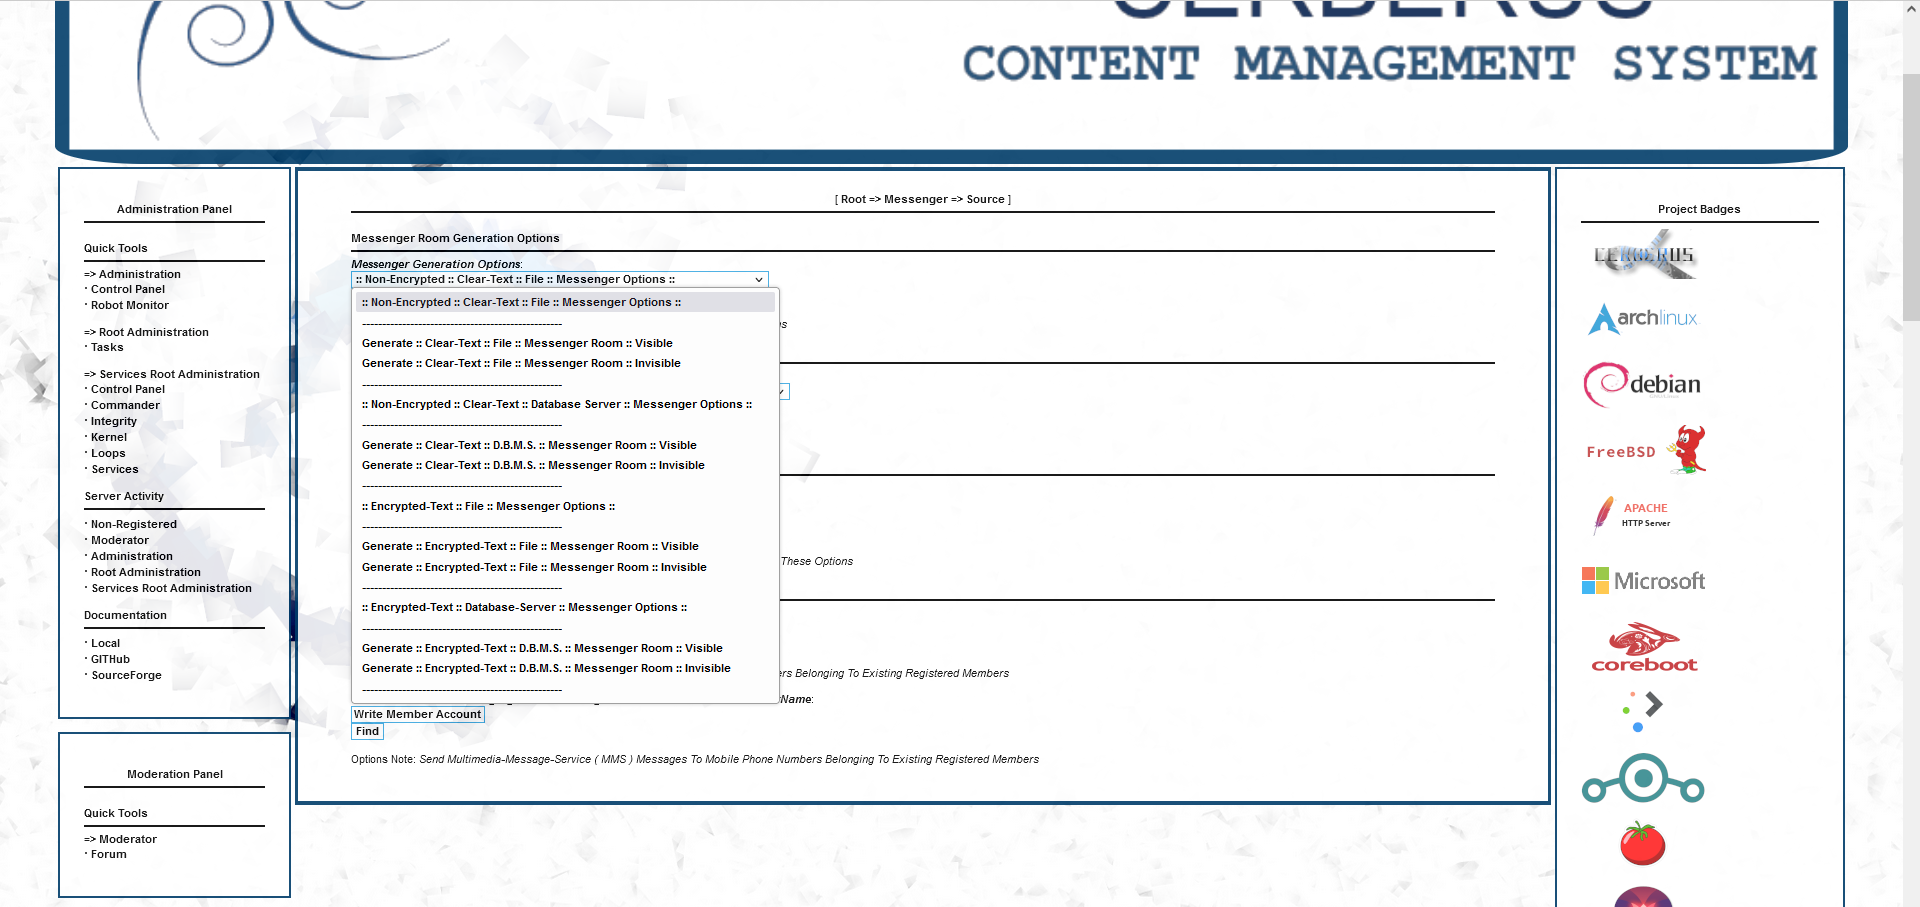 CERBERUS
CONTENT MANAGEMENT SYSTEM
Administration Panel
Quick Tools
=> Administration
· Control Panel
· Robot Monitor
=> Root Administration
· Tasks
=> Services Root Administration
· Control Panel
· Commander
· Integrity
· Kernel
· Loops
· Services
Server Activity
· Non-Registered
· Moderator
· Administration
· Root Administration
· Services Root Administration
Documentation
· Local
· GITHub
· SourceForge
Moderation Panel
Quick Tools
=> Moderator
· Forum
[ Root => Messenger => Source ]
Messenger Room Generation Options
Messenger Generation Options:
:: Non-Encrypted :: Clear-Text :: File :: Messenger Options ::
:: Non-Encrypted :: Clear-Text :: File :: Messenger Options ::
--------------------------------------------------
Generate :: Clear-Text :: File :: Messenger Room :: Visible
Generate :: Clear-Text :: File :: Messenger Room :: Invisible
--------------------------------------------------
:: Non-Encrypted :: Clear-Text :: Database Server :: Messenger Options ::
--------------------------------------------------
Generate :: Clear-Text :: D.B.M.S. :: Messenger Room :: Visible
Generate :: Clear-Text :: D.B.M.S. :: Messenger Room :: Invisible
--------------------------------------------------
:: Encrypted-Text :: File :: Messenger Options ::
--------------------------------------------------
Generate :: Encrypted-Text :: File :: Messenger Room :: Visible
Generate :: Encrypted-Text :: File :: Messenger Room :: Invisible
--------------------------------------------------
:: Encrypted-Text :: Database-Server :: Messenger Options ::
--------------------------------------------------
Generate :: Encrypted-Text :: D.B.M.S. :: Messenger Room :: Visible
Generate :: Encrypted-Text :: D.B.M.S. :: Messenger Room :: Invisible
--------------------------------------------------
These Options
Belonging To Existing Registered Members
Name:
Write Member Account
Find
Options Note: Send Multimedia-Message-Service ( MMS ) Messages To Mobile Phone Numbers Belonging To Existing Registered Members
Project Badges
CERBERUS
archlinux
debian
FreeBSD
APACHE
HTTP Server
Microsoft
coreboot